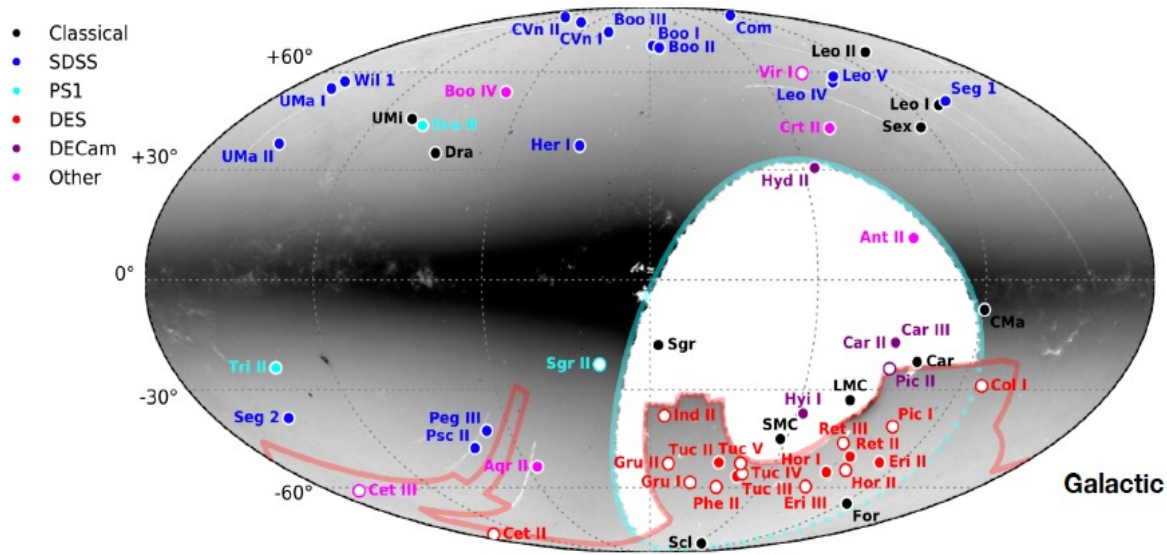 Classical
SDSS
PS1
DES
DECam
Other
+60°
+30°
0°
-30°
-60°
CVn II
CVn I
Boo III
Boo I
Boo II
Com
Leo II
Wil 1
UMa I
Boo IV
Vir I
Leo V
Leo IV
Seg 1
Leo I
UMi
Dra II
Crt II
Sex
UMa II
Dra
Her I
Hyd II
Ant II
CMa
Sgr
Car III
Car II
Car
Tri II
Sgr II
Pic II
Col I
LMC
Seg 2
Peg III
Psc II
Ind II
Hyi I
SMC
Pic I
Ret III
Ret II
Tuc II
Tuc V
Hor I
Eri II
Gru II
Aqr II
Tuc IV
Gru I
Tuc III
Hor II
Cet III
Phe II
Eri III
Galactic
For
Cet II
Scl